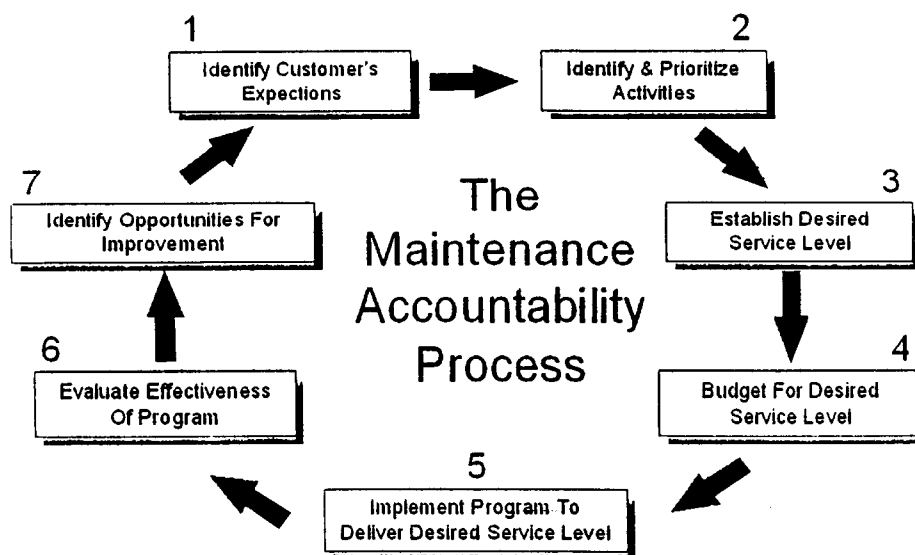 1
Identify Customer's
Expections
2
Identify & Prioritize
Activities
3
Establish Desired
Service Level
4
Budget For Desired
Service Level
5
Implement Program To
Deliver Desired Service Level
6
Evaluate Effectiveness
Of Program
7
Identify Opportunities For
Improvement
The
Maintenance
Accountability
Process